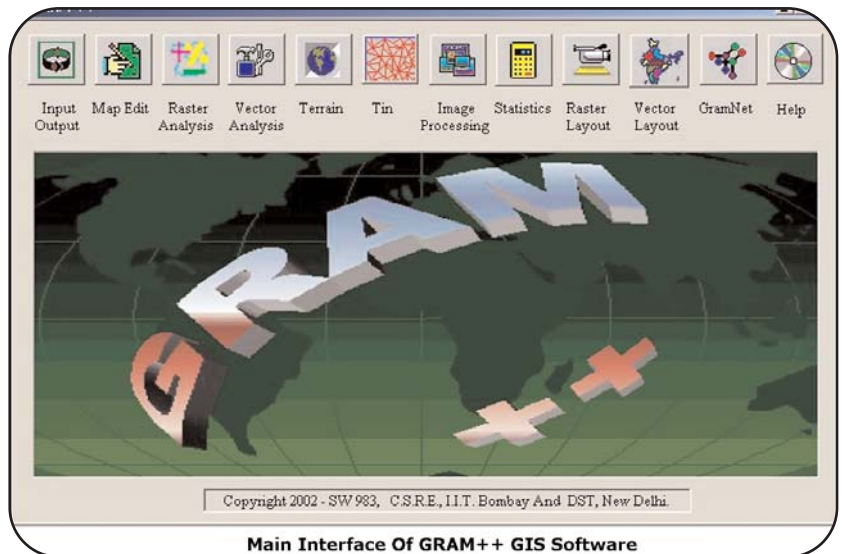 Input Output
Map Edit
Raster Analysis
Vector Analysis
Terrain
Tin
Image Processing
Statistics
Raster Layout
Vector Layout
GramNet
Help
GRAM++
Copyright 2002 - SW 983, C.S.R.E., I.I.T. Bombay And DST, New Delhi.
Main Interface Of GRAM++ GIS Software